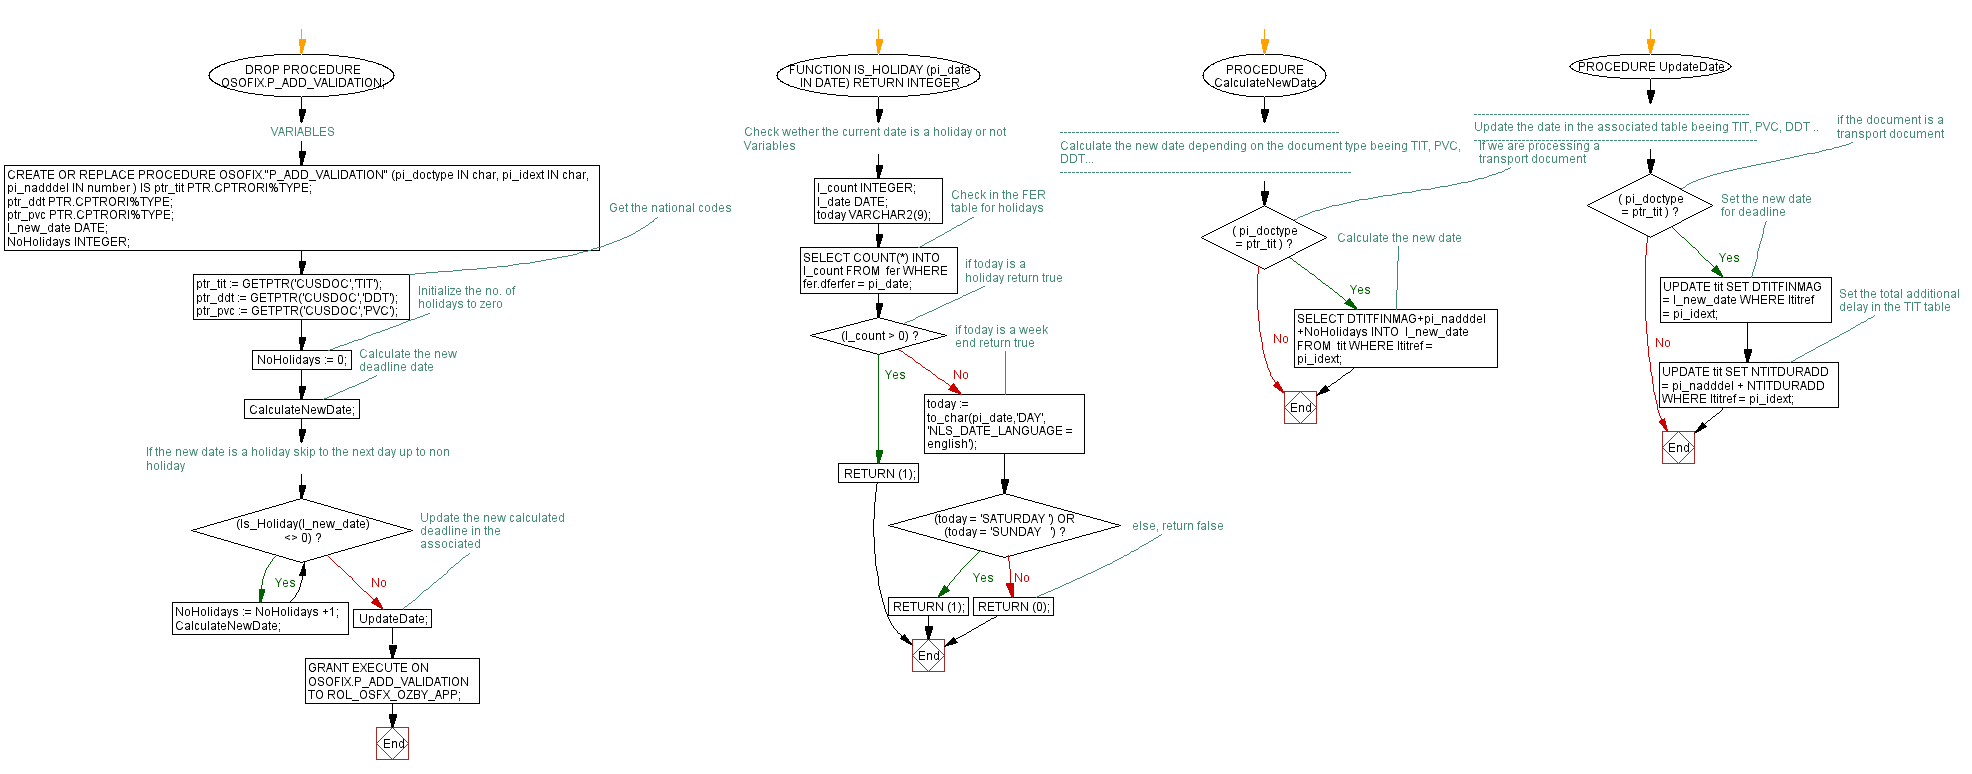 DROP PROCEDURE
OSOFIX.P_ADD_VALIDATION;
VARIABLES
CREATE OR REPLACE PROCEDURE OSOFIX."P_ADD_VALIDATION" (pi_doctype IN char, pi_idext IN char,
pi_nadddel IN number ) IS ptr_tit PTR.CPTRORI%TYPE;
ptr_ddt PTR.CPTRORI%TYPE;
ptr_pvc PTR.CPTRORI%TYPE;
l_new_date DATE;
NoHolidays INTEGER;
Get the national codes
ptr_tit := GETPTR('CUSDOC','TIT');
ptr_ddt := GETPTR('CUSDOC','DDT');
ptr_pvc := GETPTR('CUSDOC','PVC');
Initialize the no. of
holidays to zero
NoHolidays := 0;
Calculate the new
deadline date
CalculateNewDate;
If the new date is a holiday skip to the next day up to non
holiday
(Is_Holiday(l_new_date)
<> 0) ?
Update the new calculated
deadline in the
associated
Yes
No
NoHolidays := NoHolidays +1;
CalculateNewDate;
UpdateDate;
GRANT EXECUTE ON
OSOFIX.P_ADD_VALIDATION
TO ROL_OSFX_OZBY_APP;
End
FUNCTION IS_HOLIDAY (pi_date
IN DATE) RETURN INTEGER
Check wether the current date is a holiday or not
Variables
l_count INTEGER;
l_date DATE;
today VARCHAR2(9);
Check in the FER
table for holidays
SELECT COUNT(*) INTO
l_count FROM  fer WHERE
fer.dferfer = pi_date;
if today is a
holiday return true
(l_count > 0) ?
if today is a week
end return true
Yes
No
today :=
to_char(pi_date,'DAY',
'NLS_DATE_LANGUAGE =
english');
RETURN (1);
(today = 'SATURDAY ') OR
(today = 'SUNDAY   ') ?
else, return false
Yes
No
RETURN (1);
RETURN (0);
End
PROCEDURE
CalculateNewDate
Calculate the new date depending on the document type beeing TIT, PVC,
DDT...
If we are processing a
transport document
( pi_doctype
= ptr_tit ) ?
Calculate the new date
Yes
No
SELECT DTITFINMAG+pi_nadddel
+NoHolidays INTO  l_new_date
FROM  tit WHERE ltitref =
pi_idext;
End
PROCEDURE UpdateDate
Update the date in the associated table beeing TIT, PVC, DDT ..
if the document is a
transport document
( pi_doctype
= ptr_tit ) ?
Set the new date
for deadline
Yes
No
UPDATE tit SET DTITFINMAG
= l_new_date WHERE ltitref
= pi_idext;
Set the total additional
delay in the TIT table
UPDATE tit SET NTITDURADD
= pi_nadddel + NTITDURADD
WHERE ltitref = pi_idext;
End